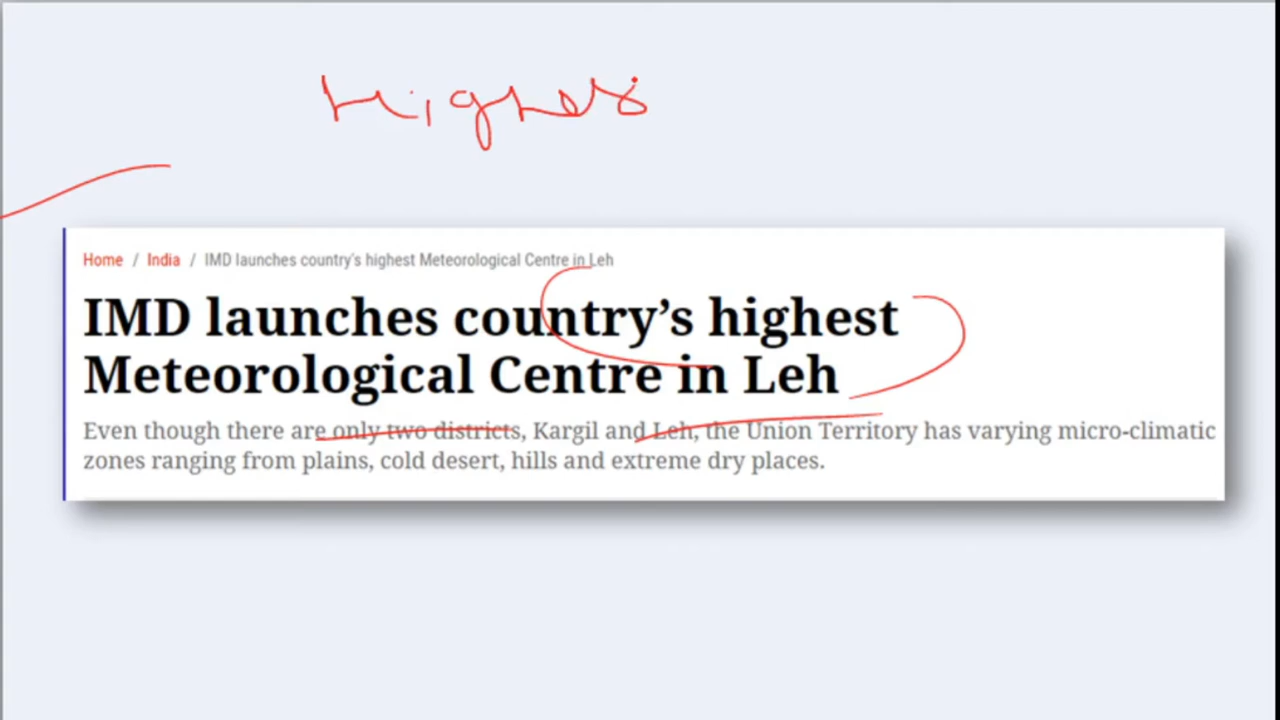 Highes
Home / India / IMD launches country's highest Meteorological Centre in Leh
IMD launches country’s highest
Meteorological Centre in Leh
Even though there are only two districts, Kargil and Leh, the Union Territory has varying micro-climatic
zones ranging from plains, cold desert, hills and extreme dry places.